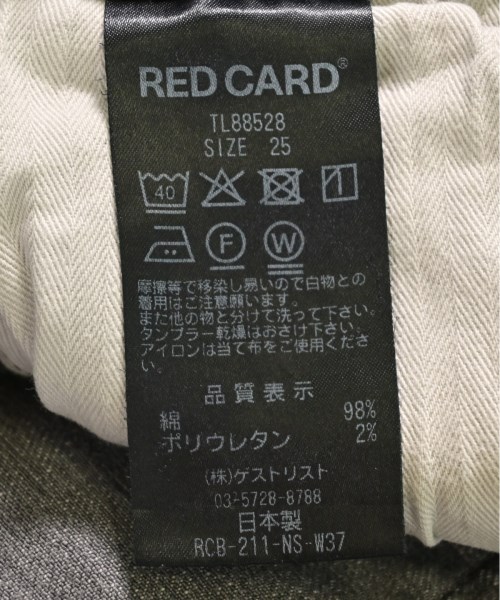 RED CARD®
TL88528
SIZE 25
40
F W
摩擦等で移染し易いので白物との
着用はご注意願います。
また他の物と分けて洗って下さい。
タンブラー乾燥はおさけ下さい。
アイロンは当て布をご使用くださ
い。
品質表示
綿 98%
ポリウレタン 2%
(株)ゲストリスト
03-5728-8788
日本製
RCB-211-NS-W37